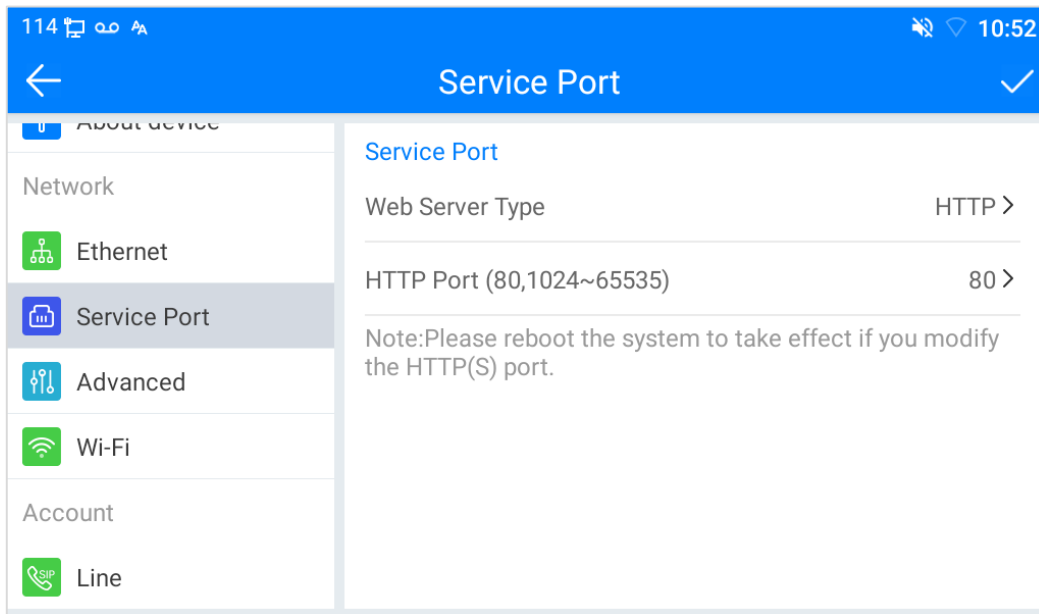 114 10:52
Service Port
About device
Network
Ethernet
Service Port
Advanced
Wi-Fi
Account
SIP
Line
Service Port
Web Server Type HTTP
HTTP Port (80,1024~65535) 80
Note:Please reboot the system to take effect if you modify
the HTTP(S) port.